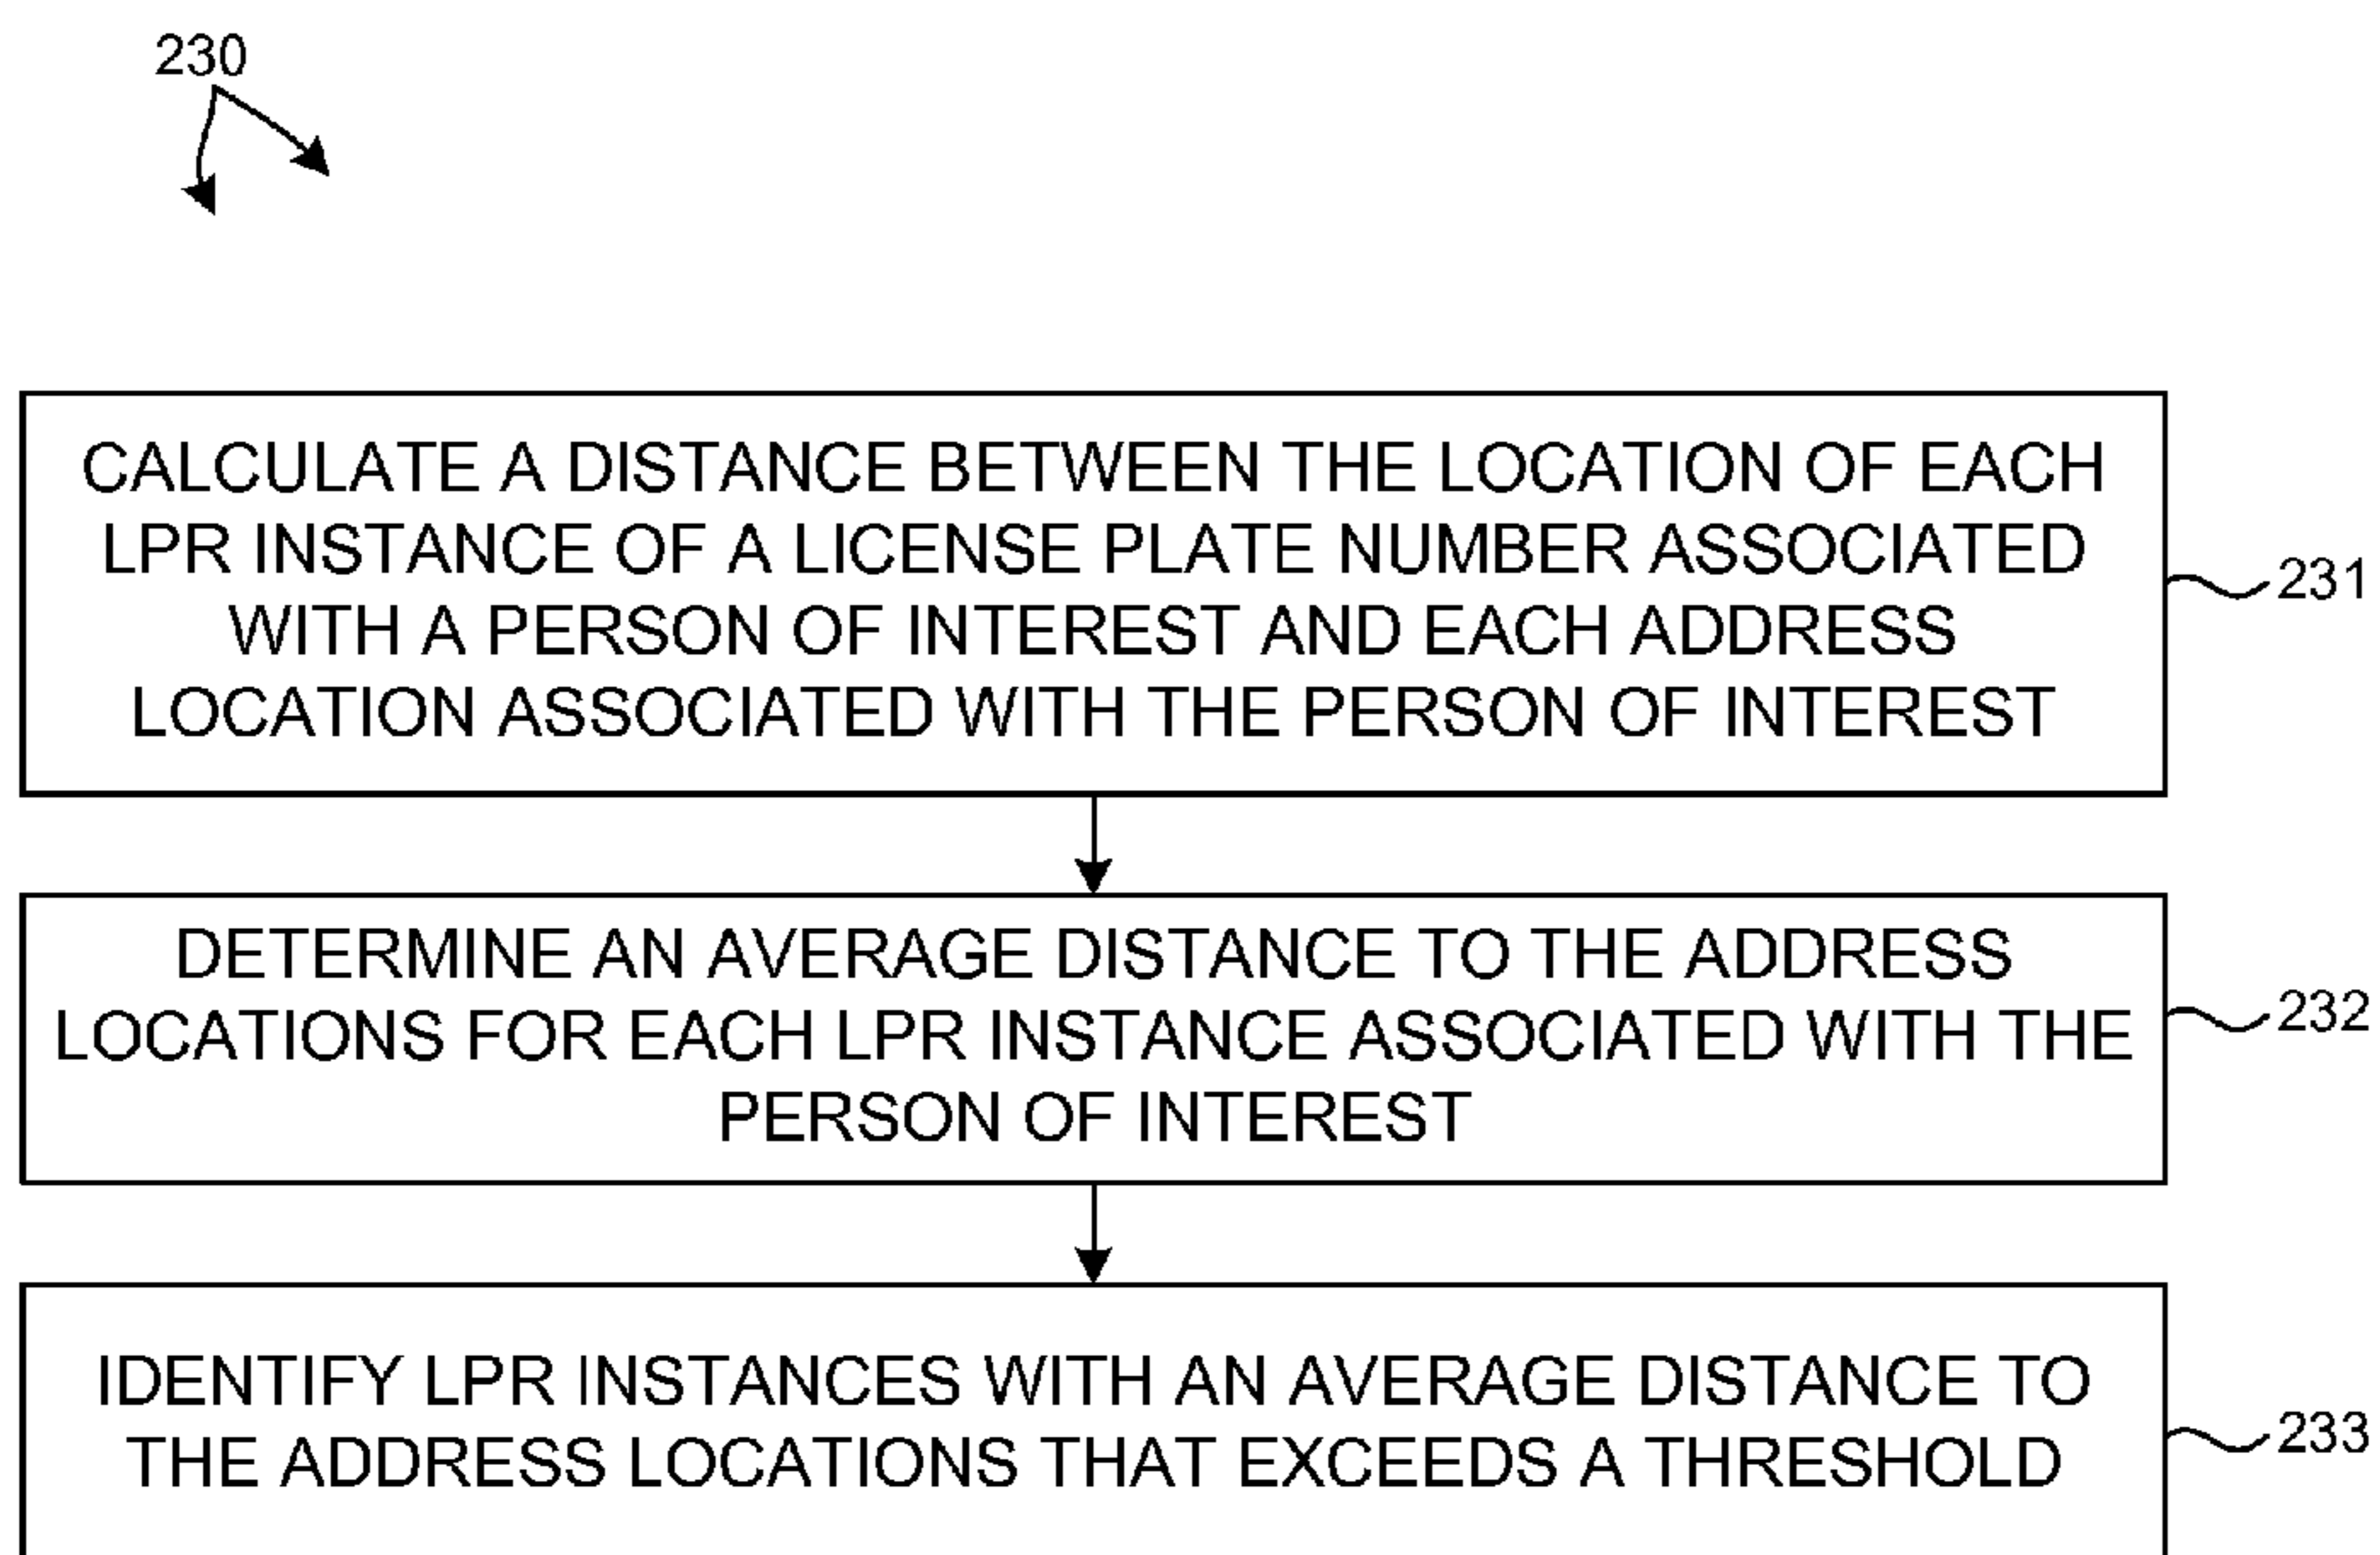 230
CALCULATE A DISTANCE BETWEEN THE LOCATION OF EACH
LPR INSTANCE OF A LICENSE PLATE NUMBER ASSOCIATED
WITH A PERSON OF INTEREST AND EACH ADDRESS
LOCATION ASSOCIATED WITH THE PERSON OF INTEREST
231
DETERMINE AN AVERAGE DISTANCE TO THE ADDRESS
LOCATIONS FOR EACH LPR INSTANCE ASSOCIATED WITH THE
PERSON OF INTEREST
232
IDENTIFY LPR INSTANCES WITH AN AVERAGE DISTANCE TO
THE ADDRESS LOCATIONS THAT EXCEEDS A THRESHOLD
233